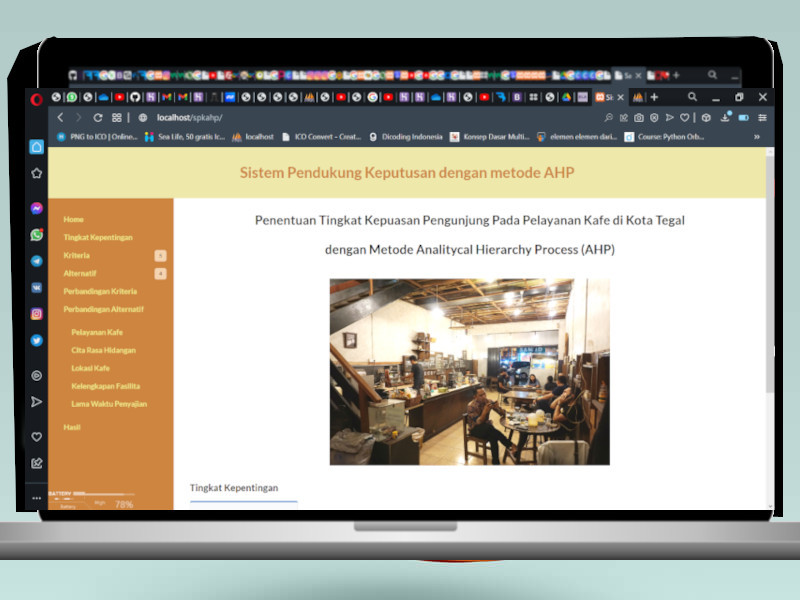 localhost/spkahp/
PNG to ICO | Online...
Sea Life, 50 gratis ic...
localhost
ICO Convert - Creat...
Dicoding Indonesia
Konsep Dasar Multi...
elemen elemen dari...
Course: Python Orb...
Sistem Pendukung Keputusan dengan metode AHP
Home
Tingkat Kepentingan
Kriteria
Alternatif
Perbandingan Kriteria
Perbandingan Alternatif
Pelayanan Kafe
Cita Rasa Hidangan
Lokasi Kafe
Kelengkapan Fasilita
Lama Waktu Penyajian
Hasil
Penentuan Tingkat Kepuasan Pengunjung Pada Pelayanan Kafe di Kota Tegal
dengan Metode Analitycal Hierarchy Process (AHP)
Tingkat Kepentingan
BATTERY
Battery
High
78%